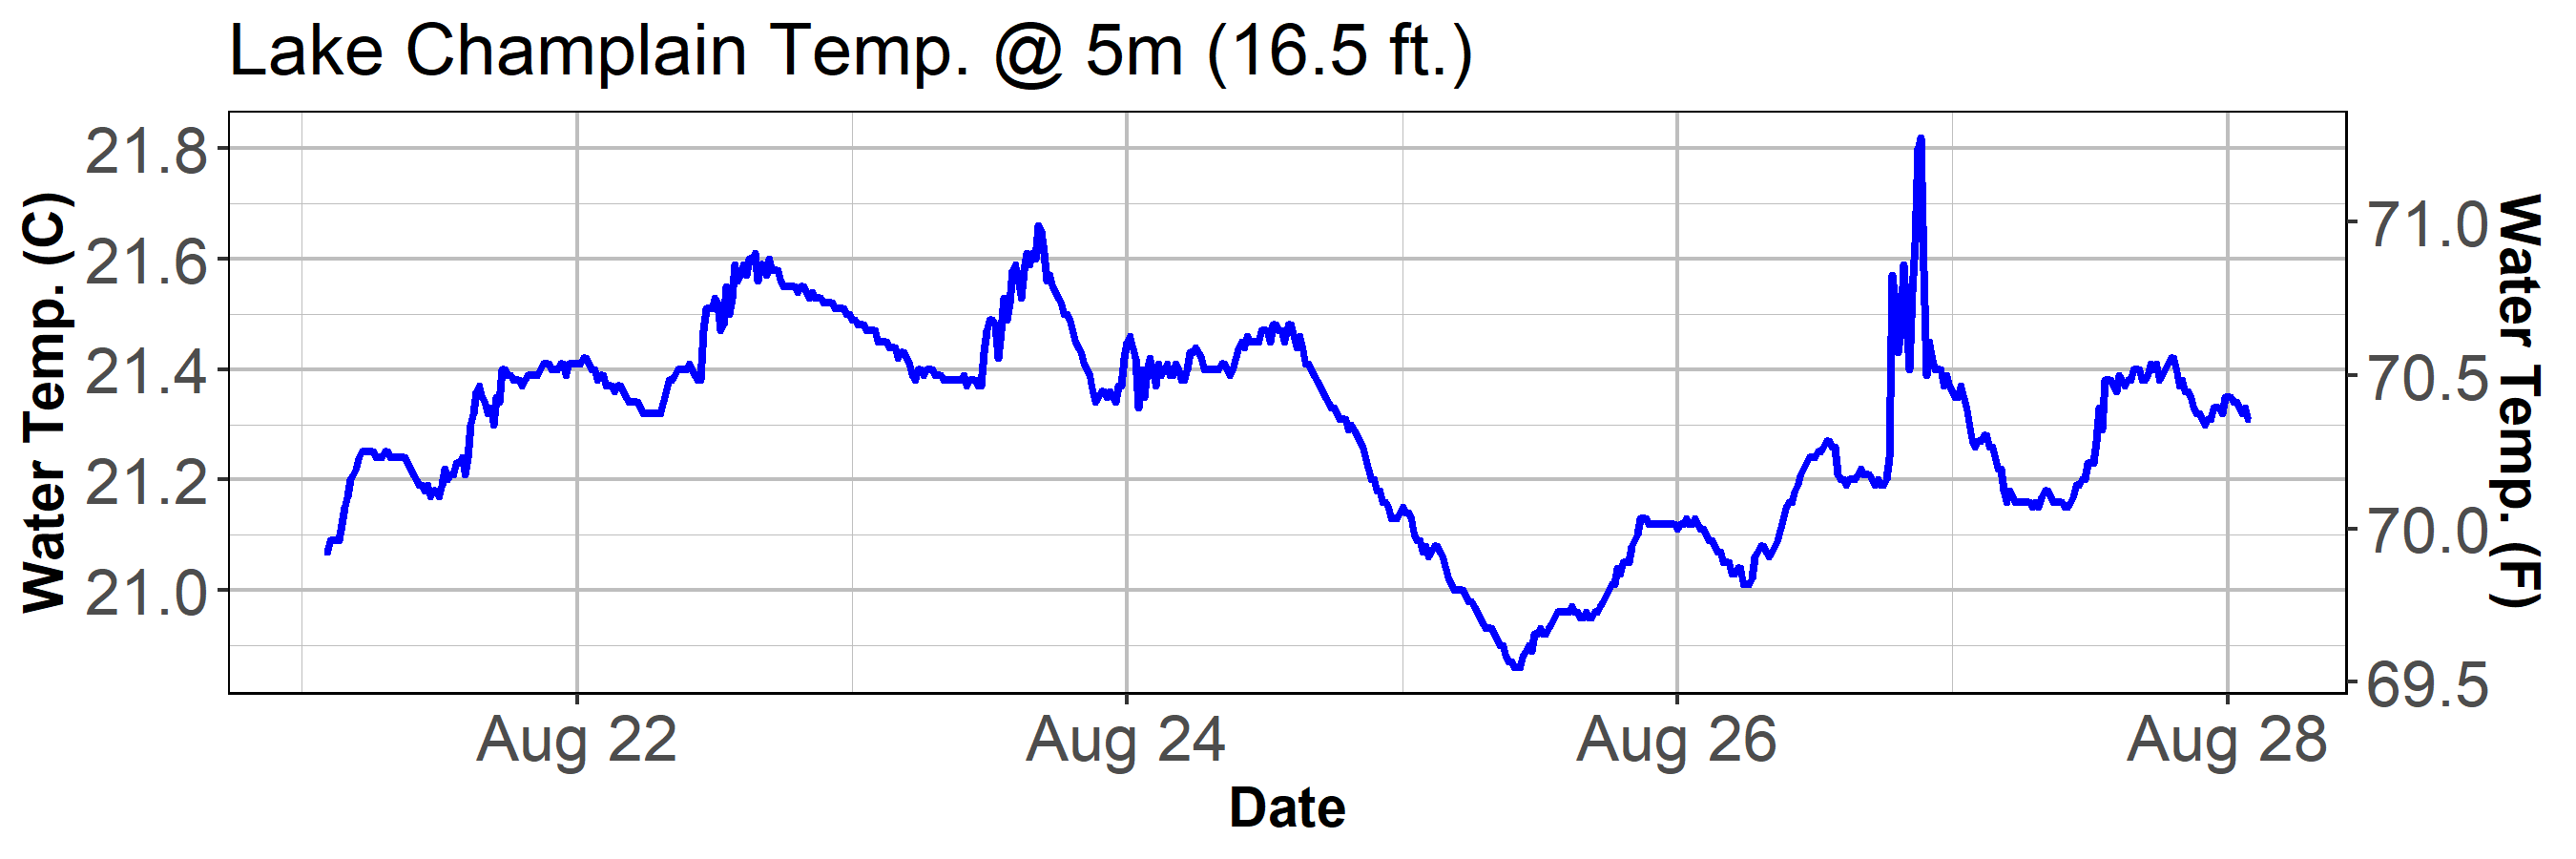 Lake Champlain Temp. @ 5m (16.5 ft.)
Water Temp. (C)
21.8
21.6
21.4
21.2
21.0
71.0
70.5
70.0
69.5
Water Temp. (F)
Aug 22 Aug 24 Aug 26 Aug 28
Date